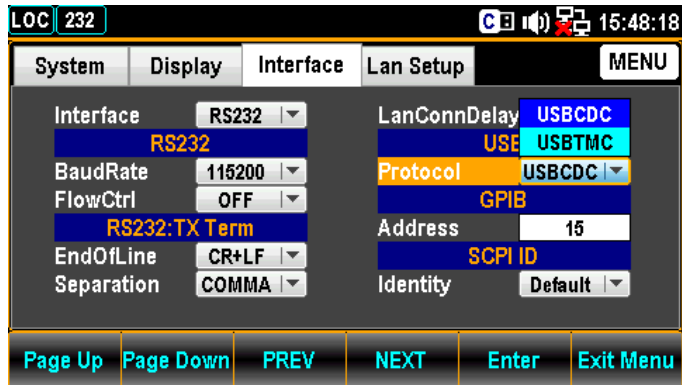 LOC 232 C 15:48:18
System Display Interface Lan Setup MENU
Interface RS232
RS232
BaudRate 115200
FlowCtrl OFF
RS232:TX Term
EndOfLine CR+LF
Separation COMMA
LanConnDelay USBCDC
USB USBTMC
Protocol USBCDC
GPIB
Address 15
SCPI ID
Identity Default
Page Up Page Down PREV NEXT Enter Exit Menu